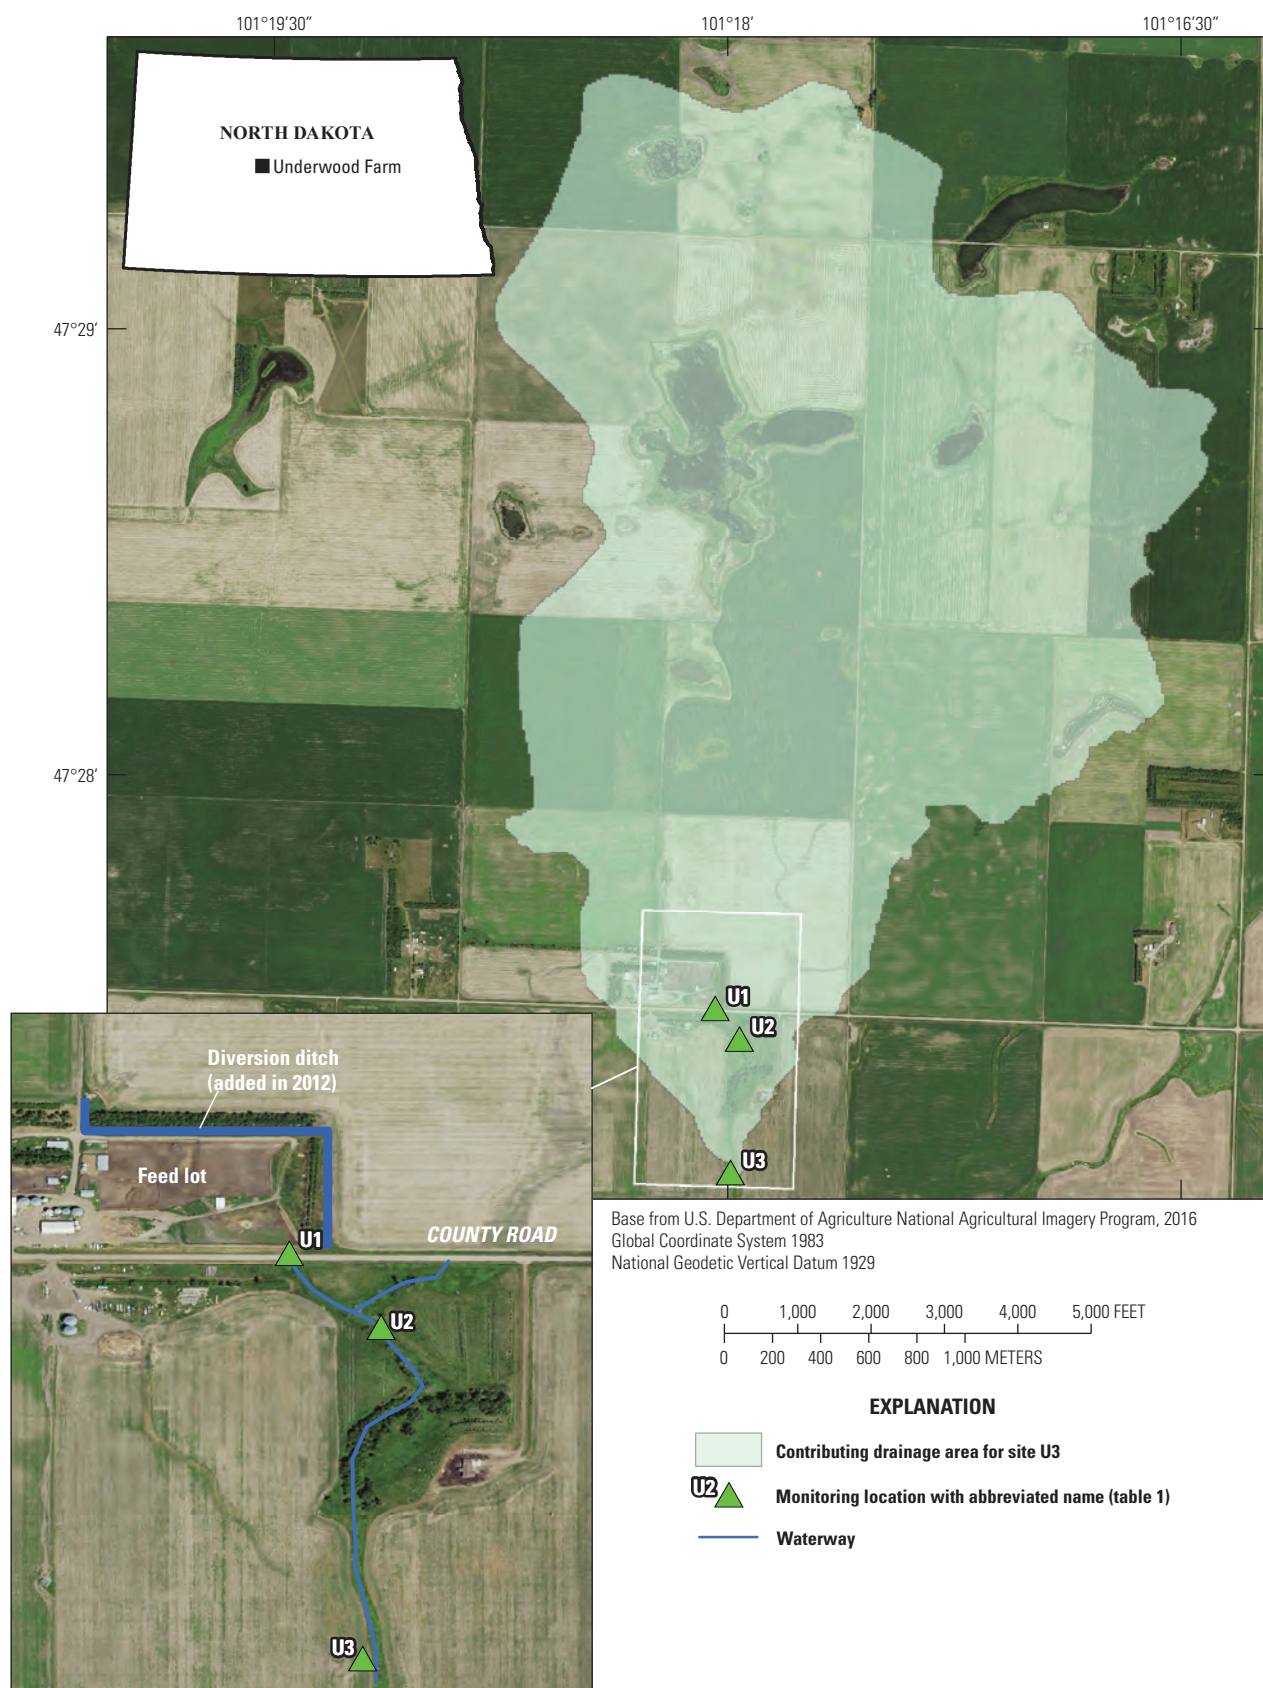 101°19’30”
101°18’
101°16’30”
NORTH DAKOTA
Underwood Farm
47°29’
47°28’
U1
U2
U3
Diversion ditch
(added in 2012)
Feed lot
U1
COUNTY ROAD
U2
U3
Base from U.S. Department of Agriculture National Agricultural Imagery Program, 2016
Global Coordinate System 1983
National Geodetic Vertical Datum 1929
0 1,000 2,000 3,000 4,000 5,000 FEET
0 200 400 600 800 1,000 METERS
EXPLANATION
Contributing drainage area for site U3
U2 Monitoring location with abbreviated name (table 1)
Waterway